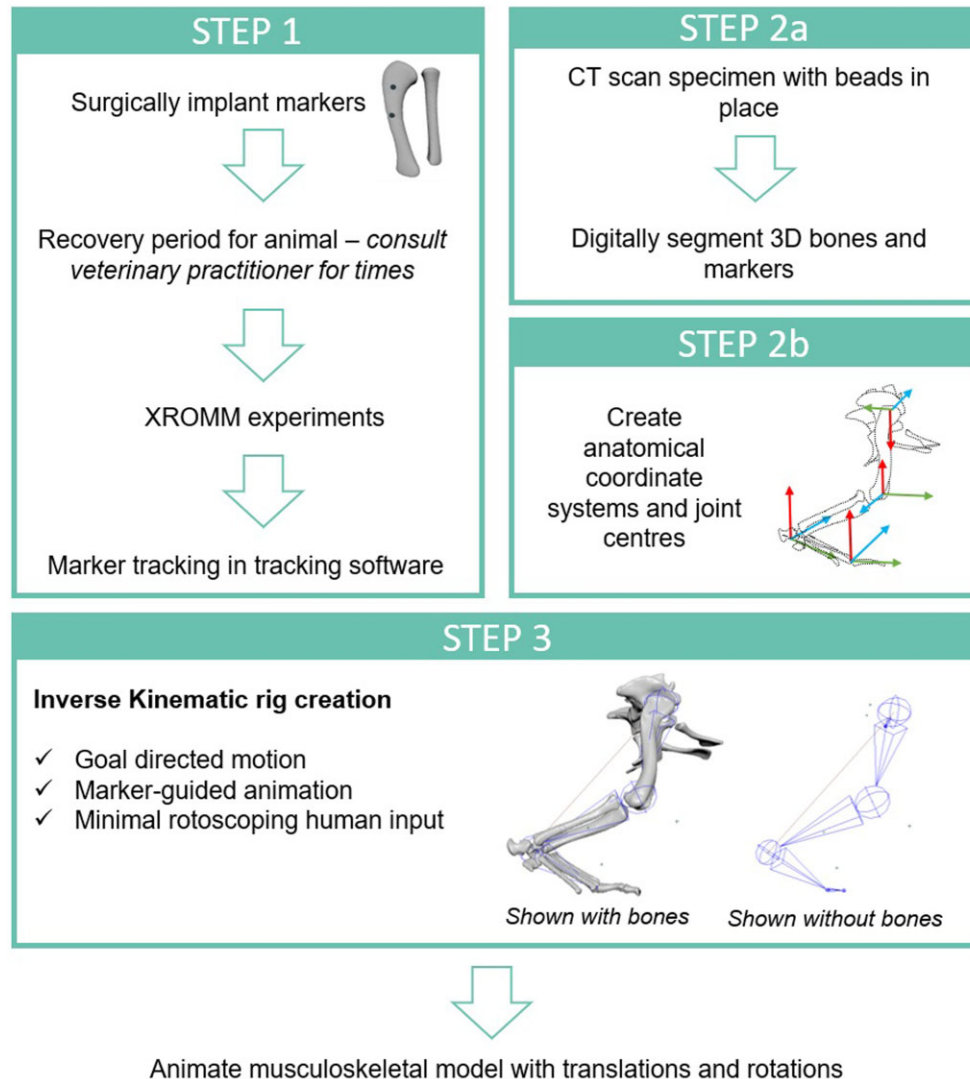 STEP 1
Surgically implant markers
Recovery period for animal – consult
veterinary practitioner for times
XROMM experiments
Marker tracking in tracking software
STEP 2a
CT scan specimen with beads in
place
Digitally segment 3D bones and
markers
STEP 2b
Create
anatomical
coordinate
systems and joint
centres
STEP 3
Inverse Kinematic rig creation
✓ Goal directed motion
✓ Marker-guided animation
✓ Minimal rotoscoping human input
Shown with bones
Shown without bones
Animate musculoskeletal model with translations and rotations